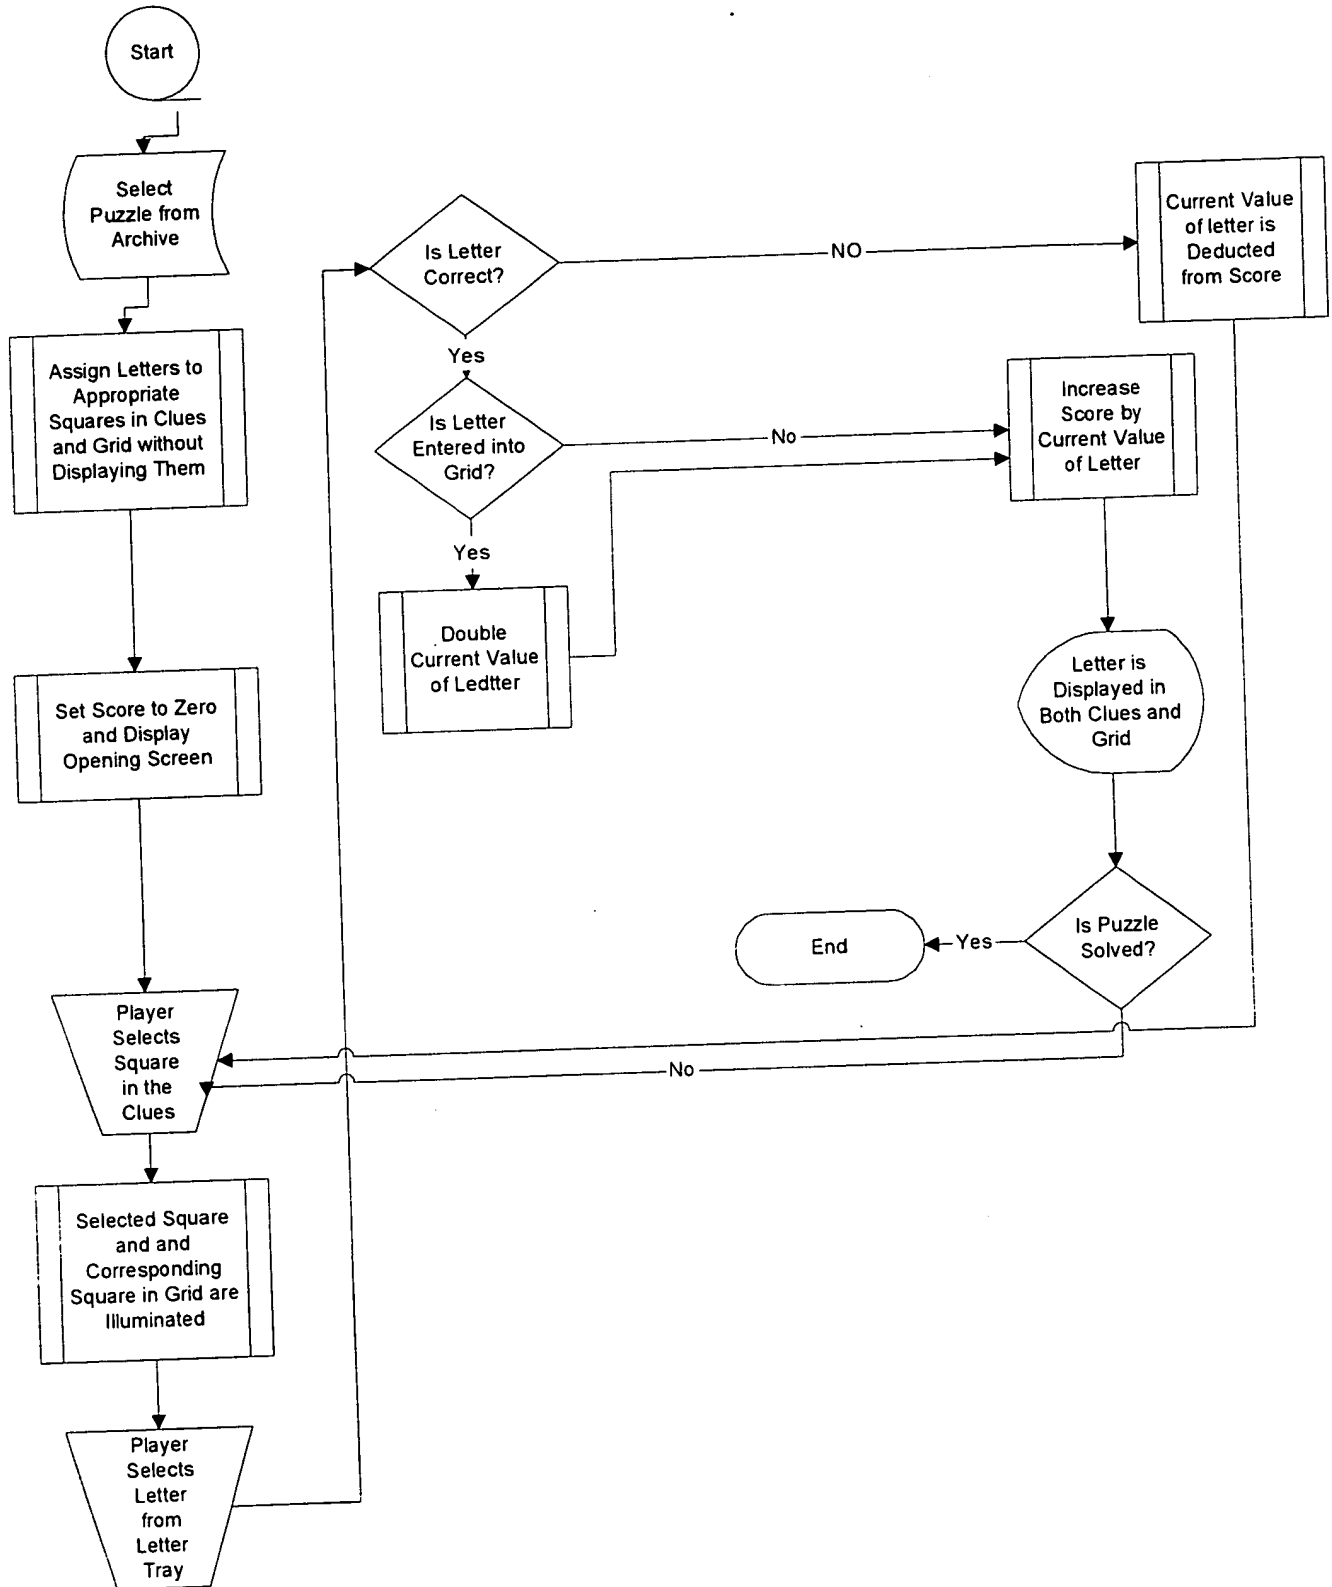 Start
Select
Puzzle from
Archive
Assign Letters to
Appropriate
Squares in Clues
and Grid without
Displaying Them
Set Score to Zero
and Display
Opening Screen
Player
Selects
Square
in the
Clues
Selected Square
and and
Corresponding
Square in Grid are
Illuminated
Player
Selects
Letter
from
Letter
Tray
Is Letter
Correct?
NO
Current Value
of letter is
Deducted
from Score
Yes
Is Letter
Entered into
Grid?
No
Increase
Score by
Current Value
of Letter
Yes
Double
Current Value
of Ledtter
Letter is
Displayed in
Both Clues and
Grid
Is Puzzle
Solved?
Yes
End
No